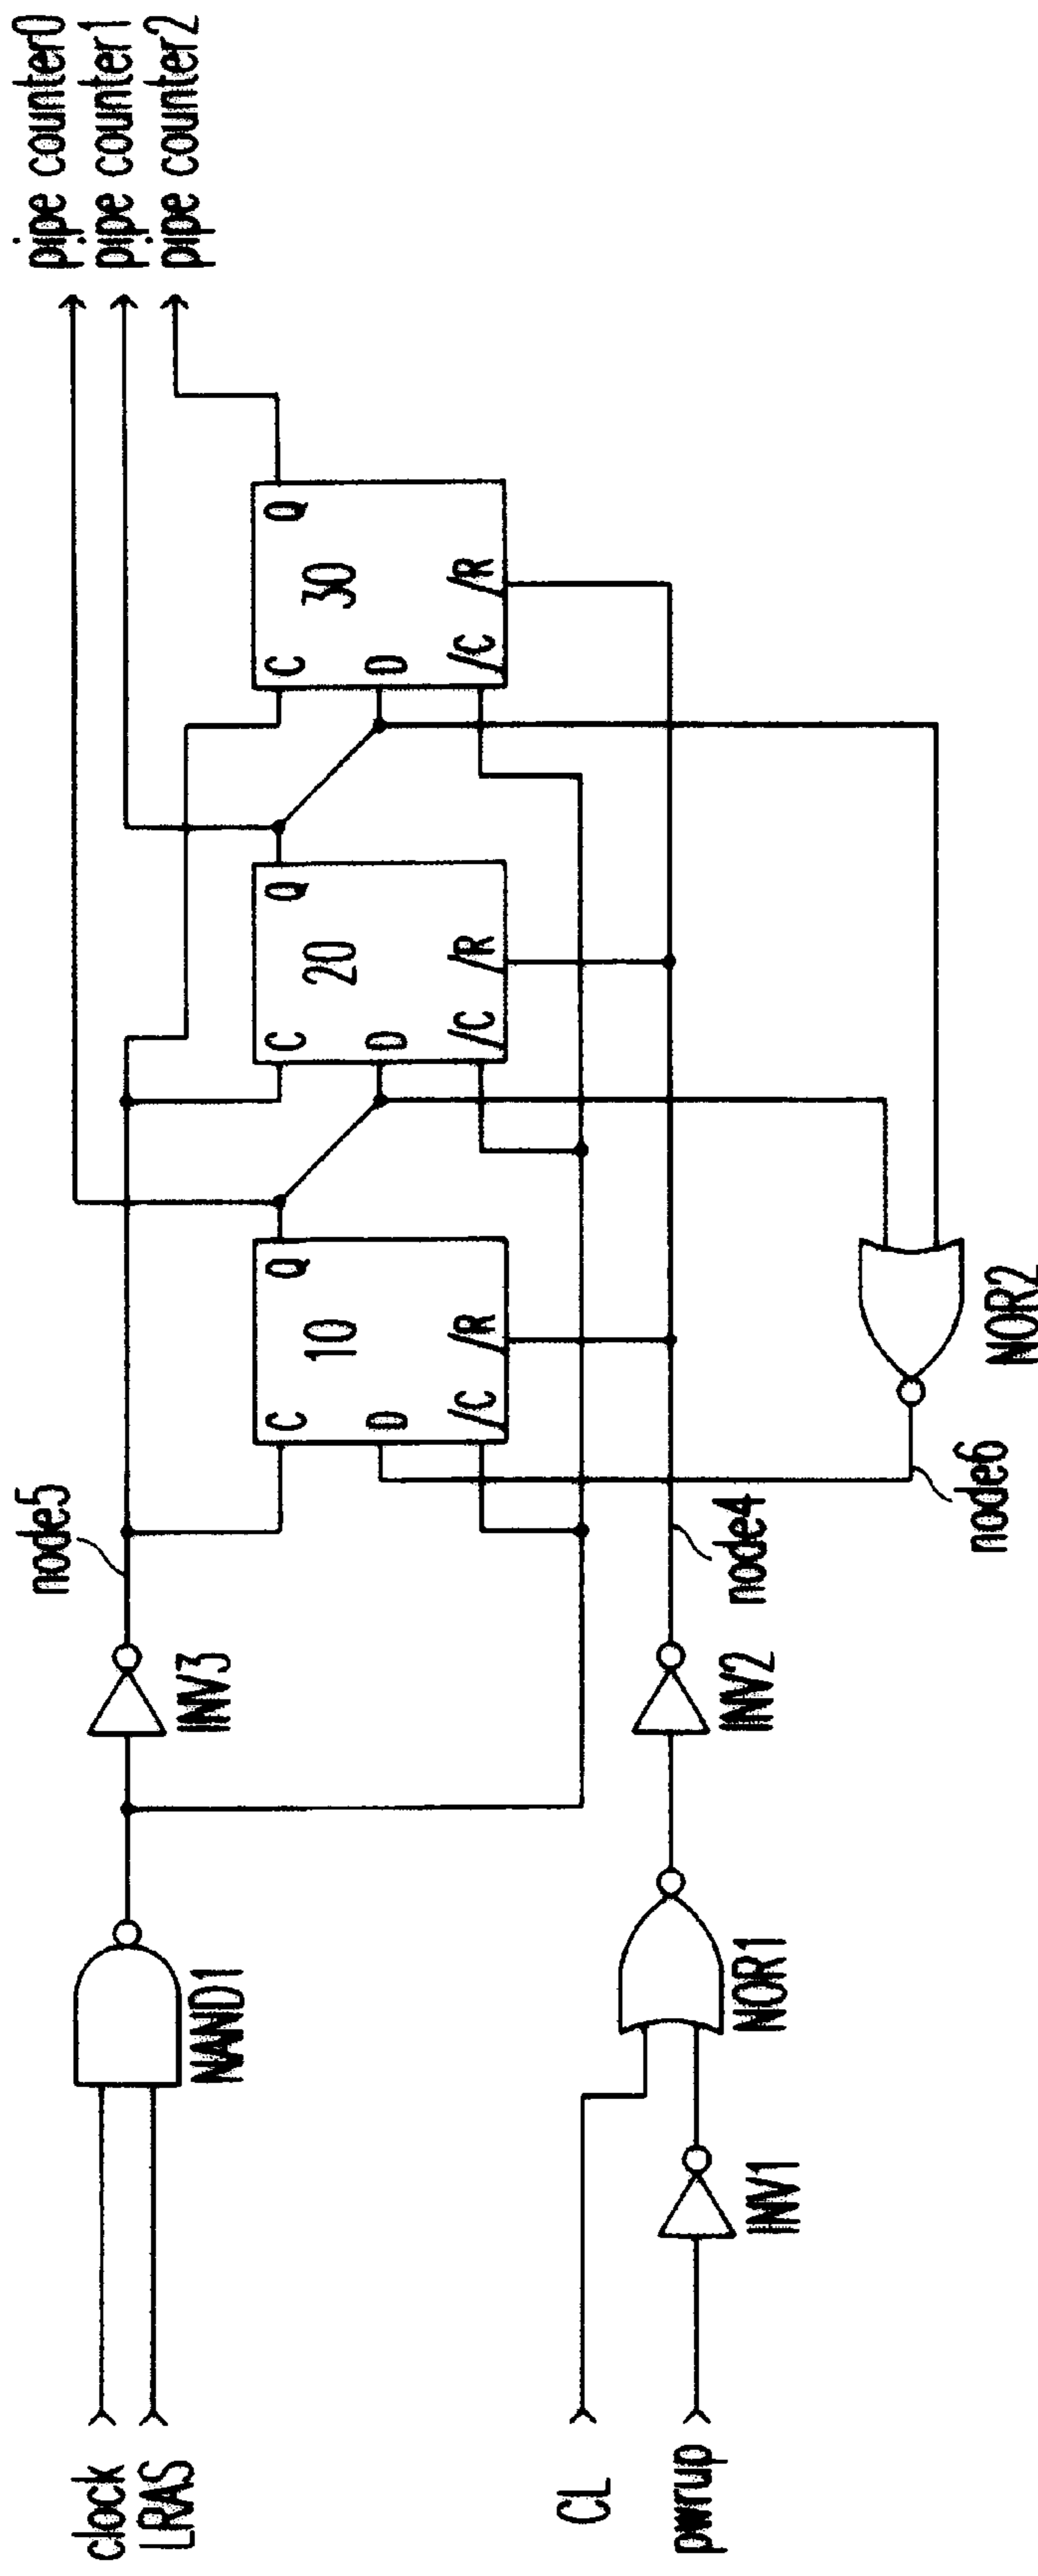 pipe counter0
pipe counter1
pipe counter2
node5
clock
LRAS
NAND1
INV3
C
D
/C
/R
Q
10
C
D
/C
/R
Q
20
C
D
/C
/R
Q
30
CL
pwrup
INV1
NOR1
INV2
node4
node6
NOR2